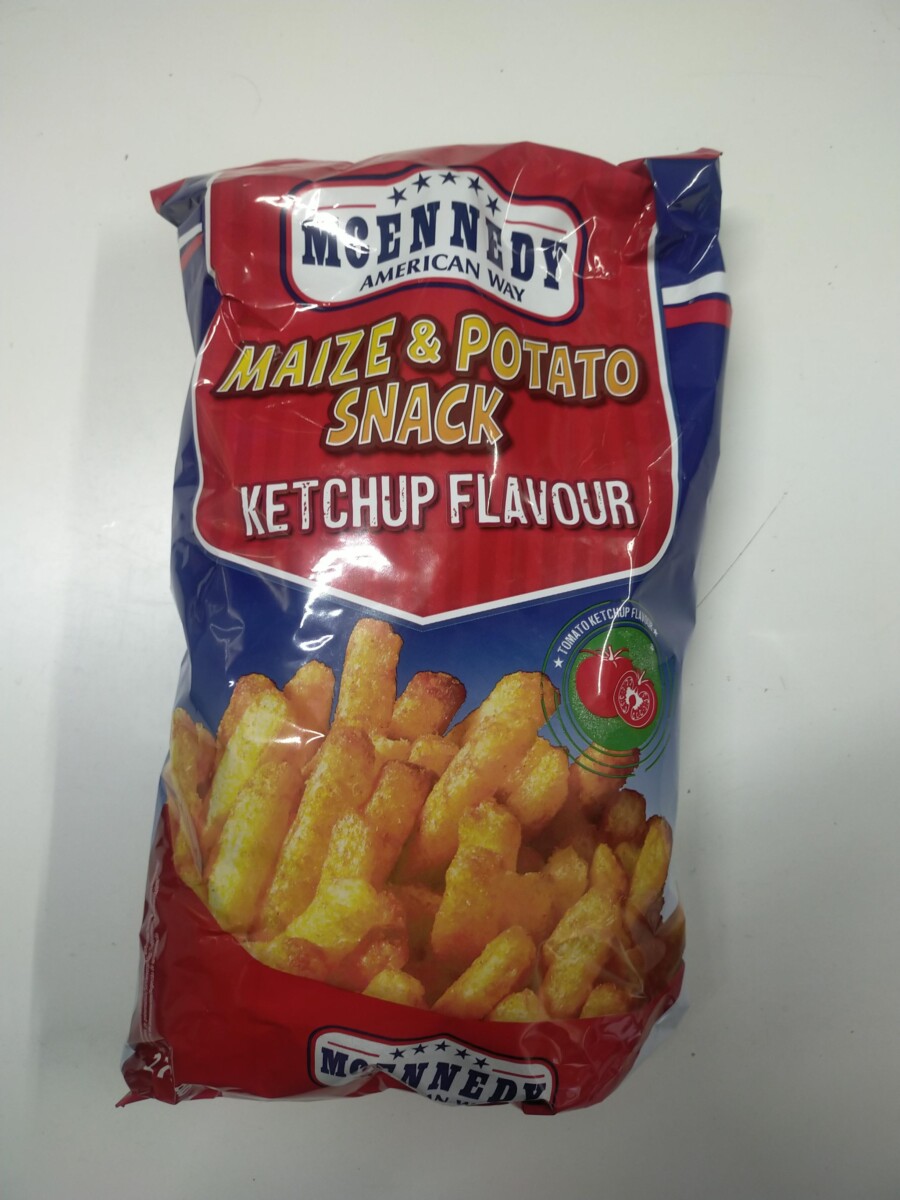 McENNEDY
AMERICAN WAY
MAIZE & POTATO
SNACK
KETCHUP FLAVOUR
★ TOMATO KETCHUP FLAVOUR ★
McENNEDY